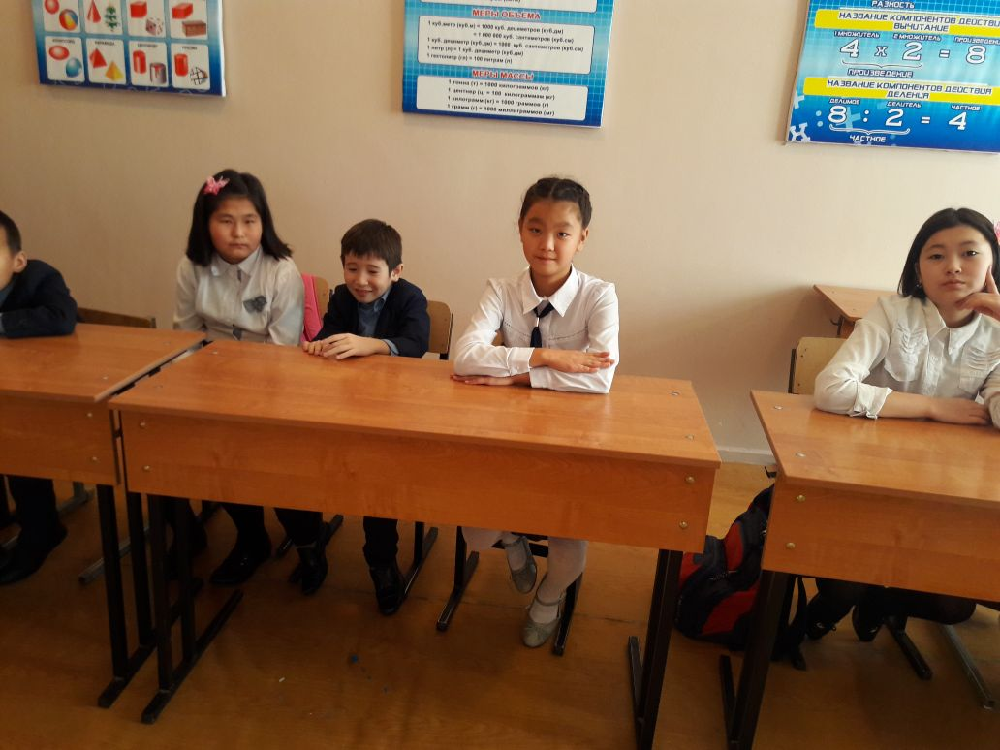 МЕРЫ ОБЪЕМА
1 куб.метр (куб.м) = 1000 куб. дециметров (куб.дм)
= 1 000 000 куб. сантиметров (куб.см)
1 куб. дециметр (куб.дм) = 1000 куб. сантиметров (куб.см)
1 литр (л) = 1 куб. дециметр (куб.дм)
1 гектолитр (гл) = 100 литрам (л)
МЕРЫ МАССЫ
1 тонна (т) = 1000 килограммов (кг)
1 центнер (ц) = 100 килограммам (кг)
1 килограмм (кг) = 1000 граммов (г)
1 грамм (г) = 1000 миллиграммов (мг)
РАЗНОСТЬ
НАЗВАНИЕ КОМПОНЕНТОВ ДЕЙСТВИ
ВЫЧИТАНИЕ
1 МНОЖИТЕЛЬ 2 МНОЖИТЕЛЬ ПРОИЗВЕДЕНИЕ
4 x 2 = 8
ПРОИЗВЕДЕНИЕ
НАЗВАНИЕ КОМПОНЕНТОВ ДЕЙСТВИЯ
ДЕЛЕНИЯ
ДЕЛИМОЕ ДЕЛИТЕЛЬ ЧАСТНОЕ
8 : 2 = 4
ЧАСТНОЕ